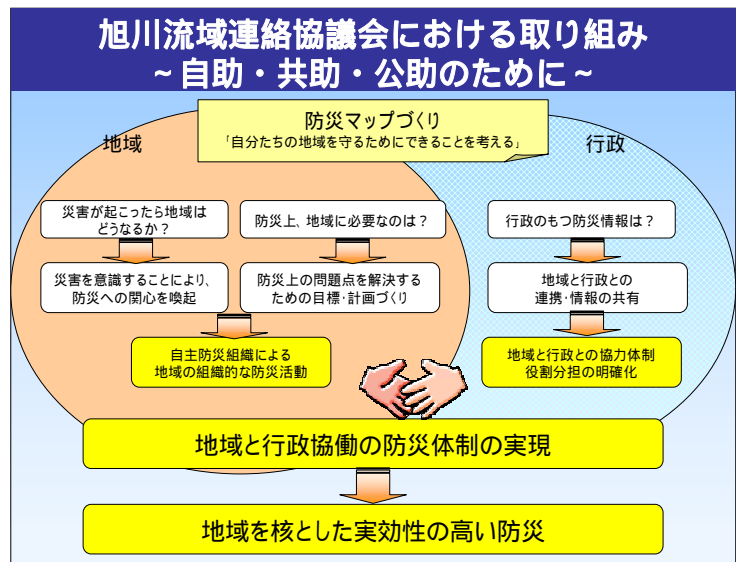 旭川流域連絡協議会における取り組み
~自助・共助・公助のために~
防災マップづくり
「自分たちの地域を守るためにできることを考える」
地域
行政
災害が起こったら地域は
どうなるか?
防災上、地域に必要なのは?
行政のもつ防災情報は?
災害を意識することにより、
防災への関心を喚起
防災上の問題点を解決する
ための目標・計画づくり
地域と行政との
連携・情報の共有
自主防災組織による
地域の組織的な防災活動
地域と行政との協力体制
役割分担の明確化
地域と行政協働の防災体制の実現
地域を核とした実効性の高い防災